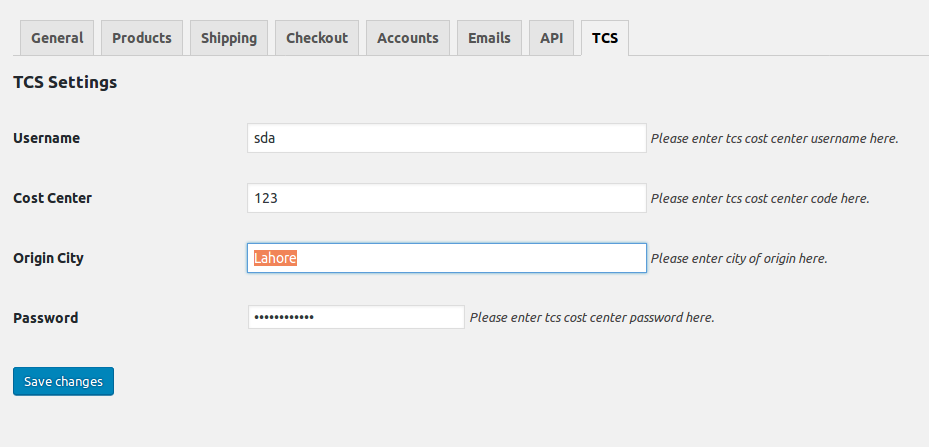 General Products Shipping Checkout Accounts Emails API TCS
TCS Settings
Username sda Please enter tcs cost center username here.
Cost Center 123 Please enter tcs cost center code here.
Origin City Lahore Please enter city of origin here.
Password •••••••••••• Please enter tcs cost center password here.
Save changes